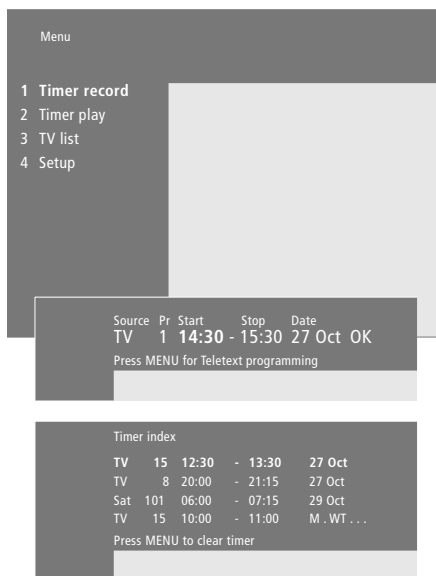 Menu
1 Timer record
2 Timer play
3 TV list
4 Setup
Source Pr Start Stop Date
TV 1 14:30 - 15:30 27 Oct OK
Press MENU for Teletext programming
Timer index
TV 15 12:30 - 13:30 27 Oct
TV 8 20:00 - 21:15 27 Oct
Sat 101 06:00 - 07:15 29 Oct
TV 15 10:00 - 11:00 M . WT . . .
Press MENU to clear timer